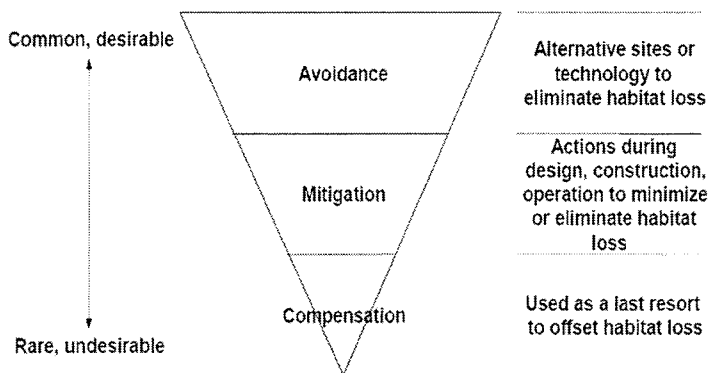 Common, desirable
Avoidance
Alternative sites or
technology to
eliminate habitat loss
Mitigation
Actions during
design, construction,
operation to minimize
or eliminate habitat
loss
Compensation
Used as a last resort
to offset habitat loss
Rare, undesirable